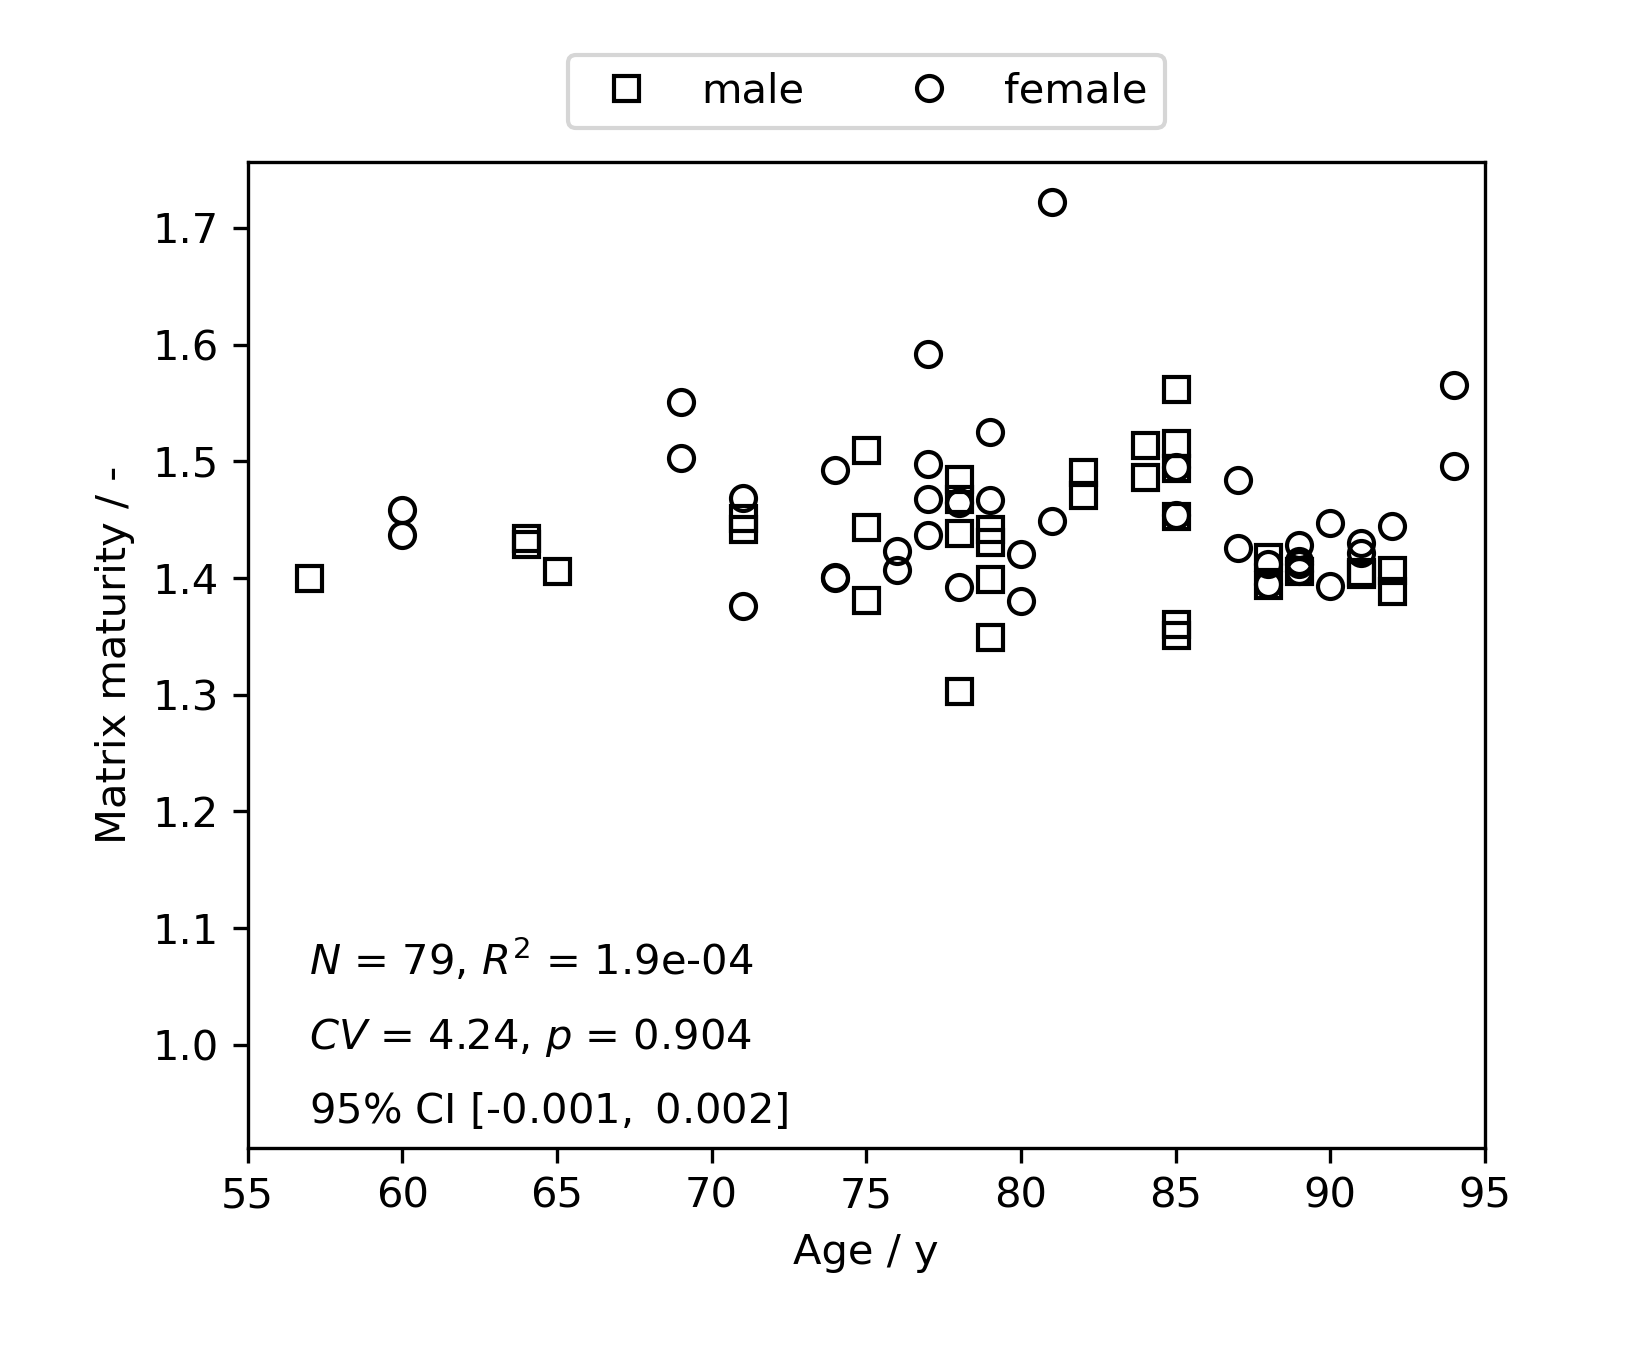 male female
1.7
1.6
1.5
1.4
1.3
1.2
1.1
1.0
Matrix maturity / -
N = 79, R² = 1.9e-04
CV = 4.24, p = 0.904
95% CI [-0.001, 0.002]
55 60 65 70 75 80 85 90 95
Age / y